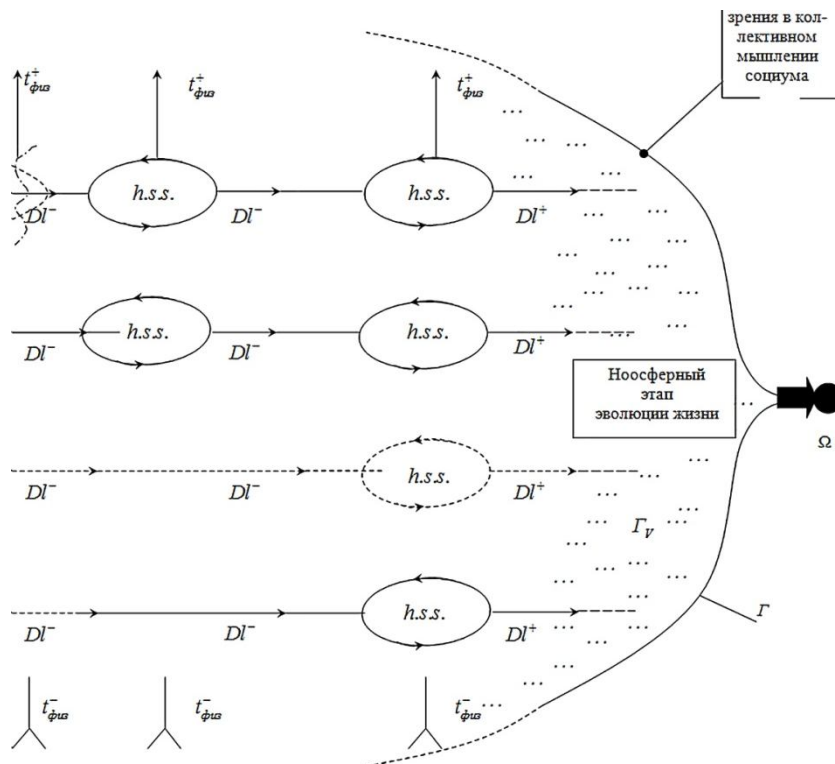 зрения в кол-
лективном
мышлении
социума
t⁺физ t⁺физ t⁺физ
h.s.s. h.s.s.
Dl⁻ Dl⁻ Dl⁺
h.s.s. h.s.s.
Dl⁻ Dl⁻ Dl⁺
Ноосферный
этап
эволюции жизни
Ω
h.s.s.
Dl⁻ Dl⁻ Dl⁺
Γ_V
h.s.s.
Dl⁻ Dl⁻ Dl⁺
Γ
t⁻физ t⁻физ t⁻физ